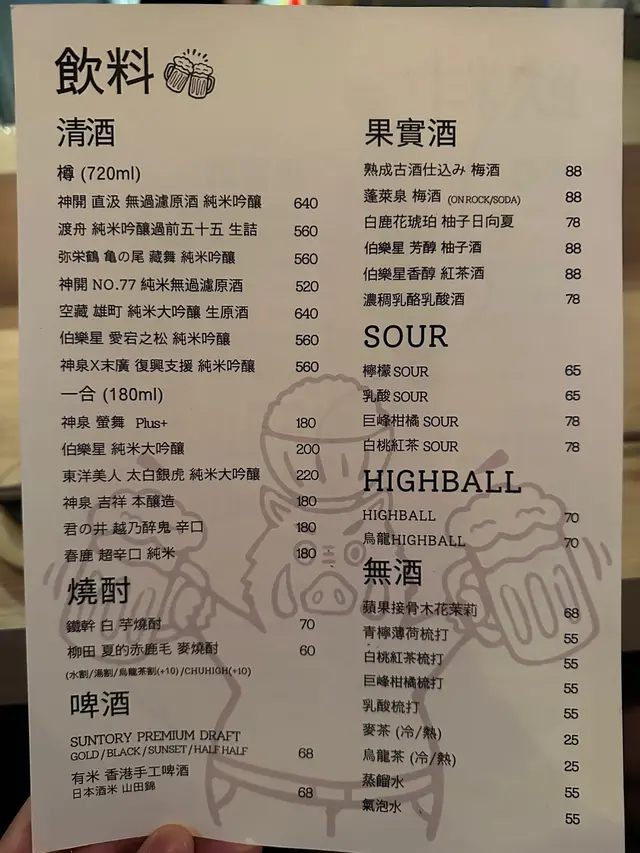 飲料
清酒
樽 (720ml)
神開 直汲 無過濾原酒 純米吟釀 640
渡舟 純米吟釀過前五十五 生詰 560
弥栄鶴 亀の尾 藏舞 純米吟釀 560
神開 NO.77 純米無過濾原酒 520
空藏 雄町 純米大吟釀 生原酒 640
伯樂星 愛宕之松 純米吟釀 560
神泉X末廣 復興支援 純米吟釀 560
一合 (180ml)
神泉 螢舞 Plus+ 180
伯樂星 純米大吟釀 200
東洋美人 太白銀虎 純米大吟釀 220
神泉 吉祥 本釀造 180
君の井 越乃醉鬼 辛口 180
春鹿 超辛口 純米 180
燒酎
鐵幹 白 芋燒酎 70
柳田 夏的赤鹿毛 麥燒酎 60
(水割/湯割/烏龍茶割(+10)/CHUHIGH(+10)
啤酒
SUNTORY PREMIUM DRAFT
GOLD/BLACK/SUNSET/HALF HALF 68
有米 香港手工啤酒
日本酒米 山田錦 68
果實酒
熟成古酒仕込み 梅酒 88
蓬萊泉 梅酒 (ON ROCK/SODA) 88
白鹿花琥珀 柚子日向夏 78
伯樂星 芳醇 柚子酒 88
伯樂星香醇 紅茶酒 88
濃稠乳酪乳酸酒 78
SOUR
檸檬SOUR 65
乳酸SOUR 65
巨峰柑橘 SOUR 78
白桃紅茶 SOUR 78
HIGHBALL
HIGHBALL 70
烏龍HIGHBALL 70
無酒
蘋果接骨木花茉莉 68
青檸薄荷梳打 55
白桃紅茶梳打 55
巨峰柑橘梳打 55
乳酸梳打 55
麥茶 (冷/熱) 25
烏龍茶 (冷/熱) 25
蒸餾水 55
氣泡水 55